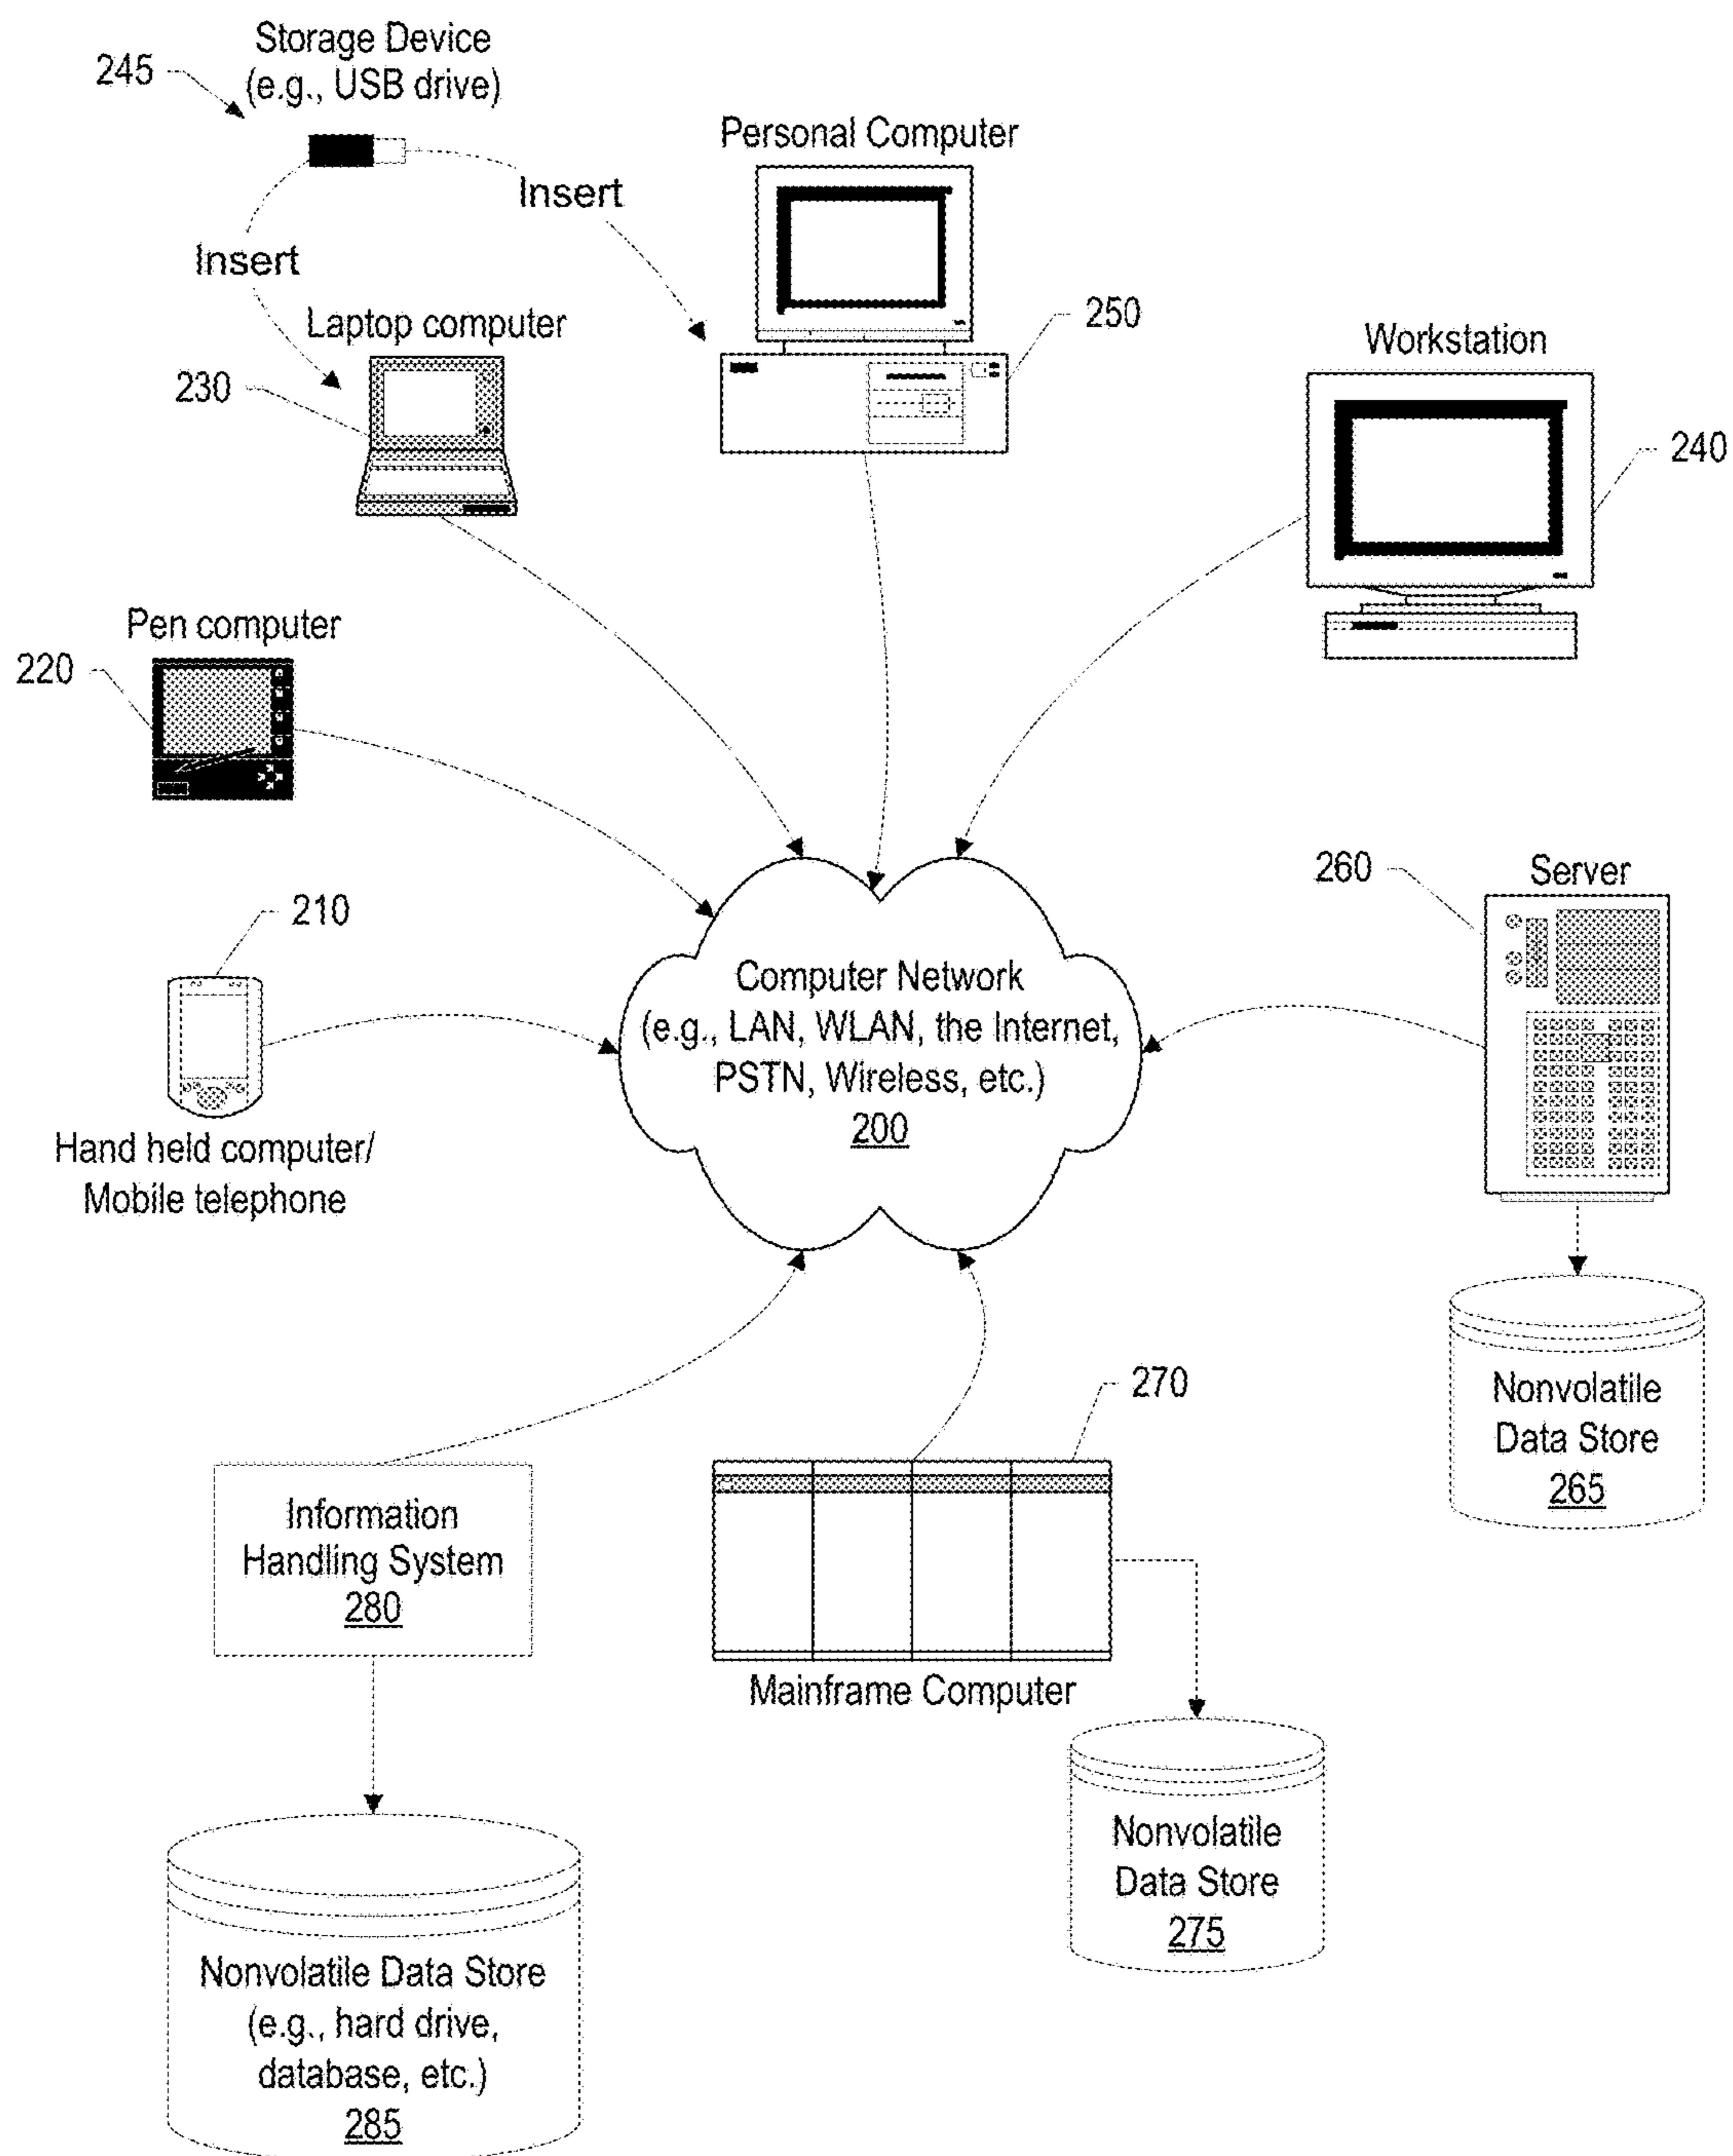 Storage Device
(e.g., USB drive)
245
Insert
Insert
Personal Computer
250
Laptop computer
230
Workstation
240
Pen computer
220
210
Hand held computer/
Mobile telephone
Computer Network
(e.g., LAN, WLAN, the Internet,
PSTN, Wireless, etc.)
200
260
Server
Nonvolatile
Data Store
265
270
Mainframe Computer
Nonvolatile
Data Store
275
Information
Handling System
280
Nonvolatile Data Store
(e.g., hard drive,
database, etc.)
285